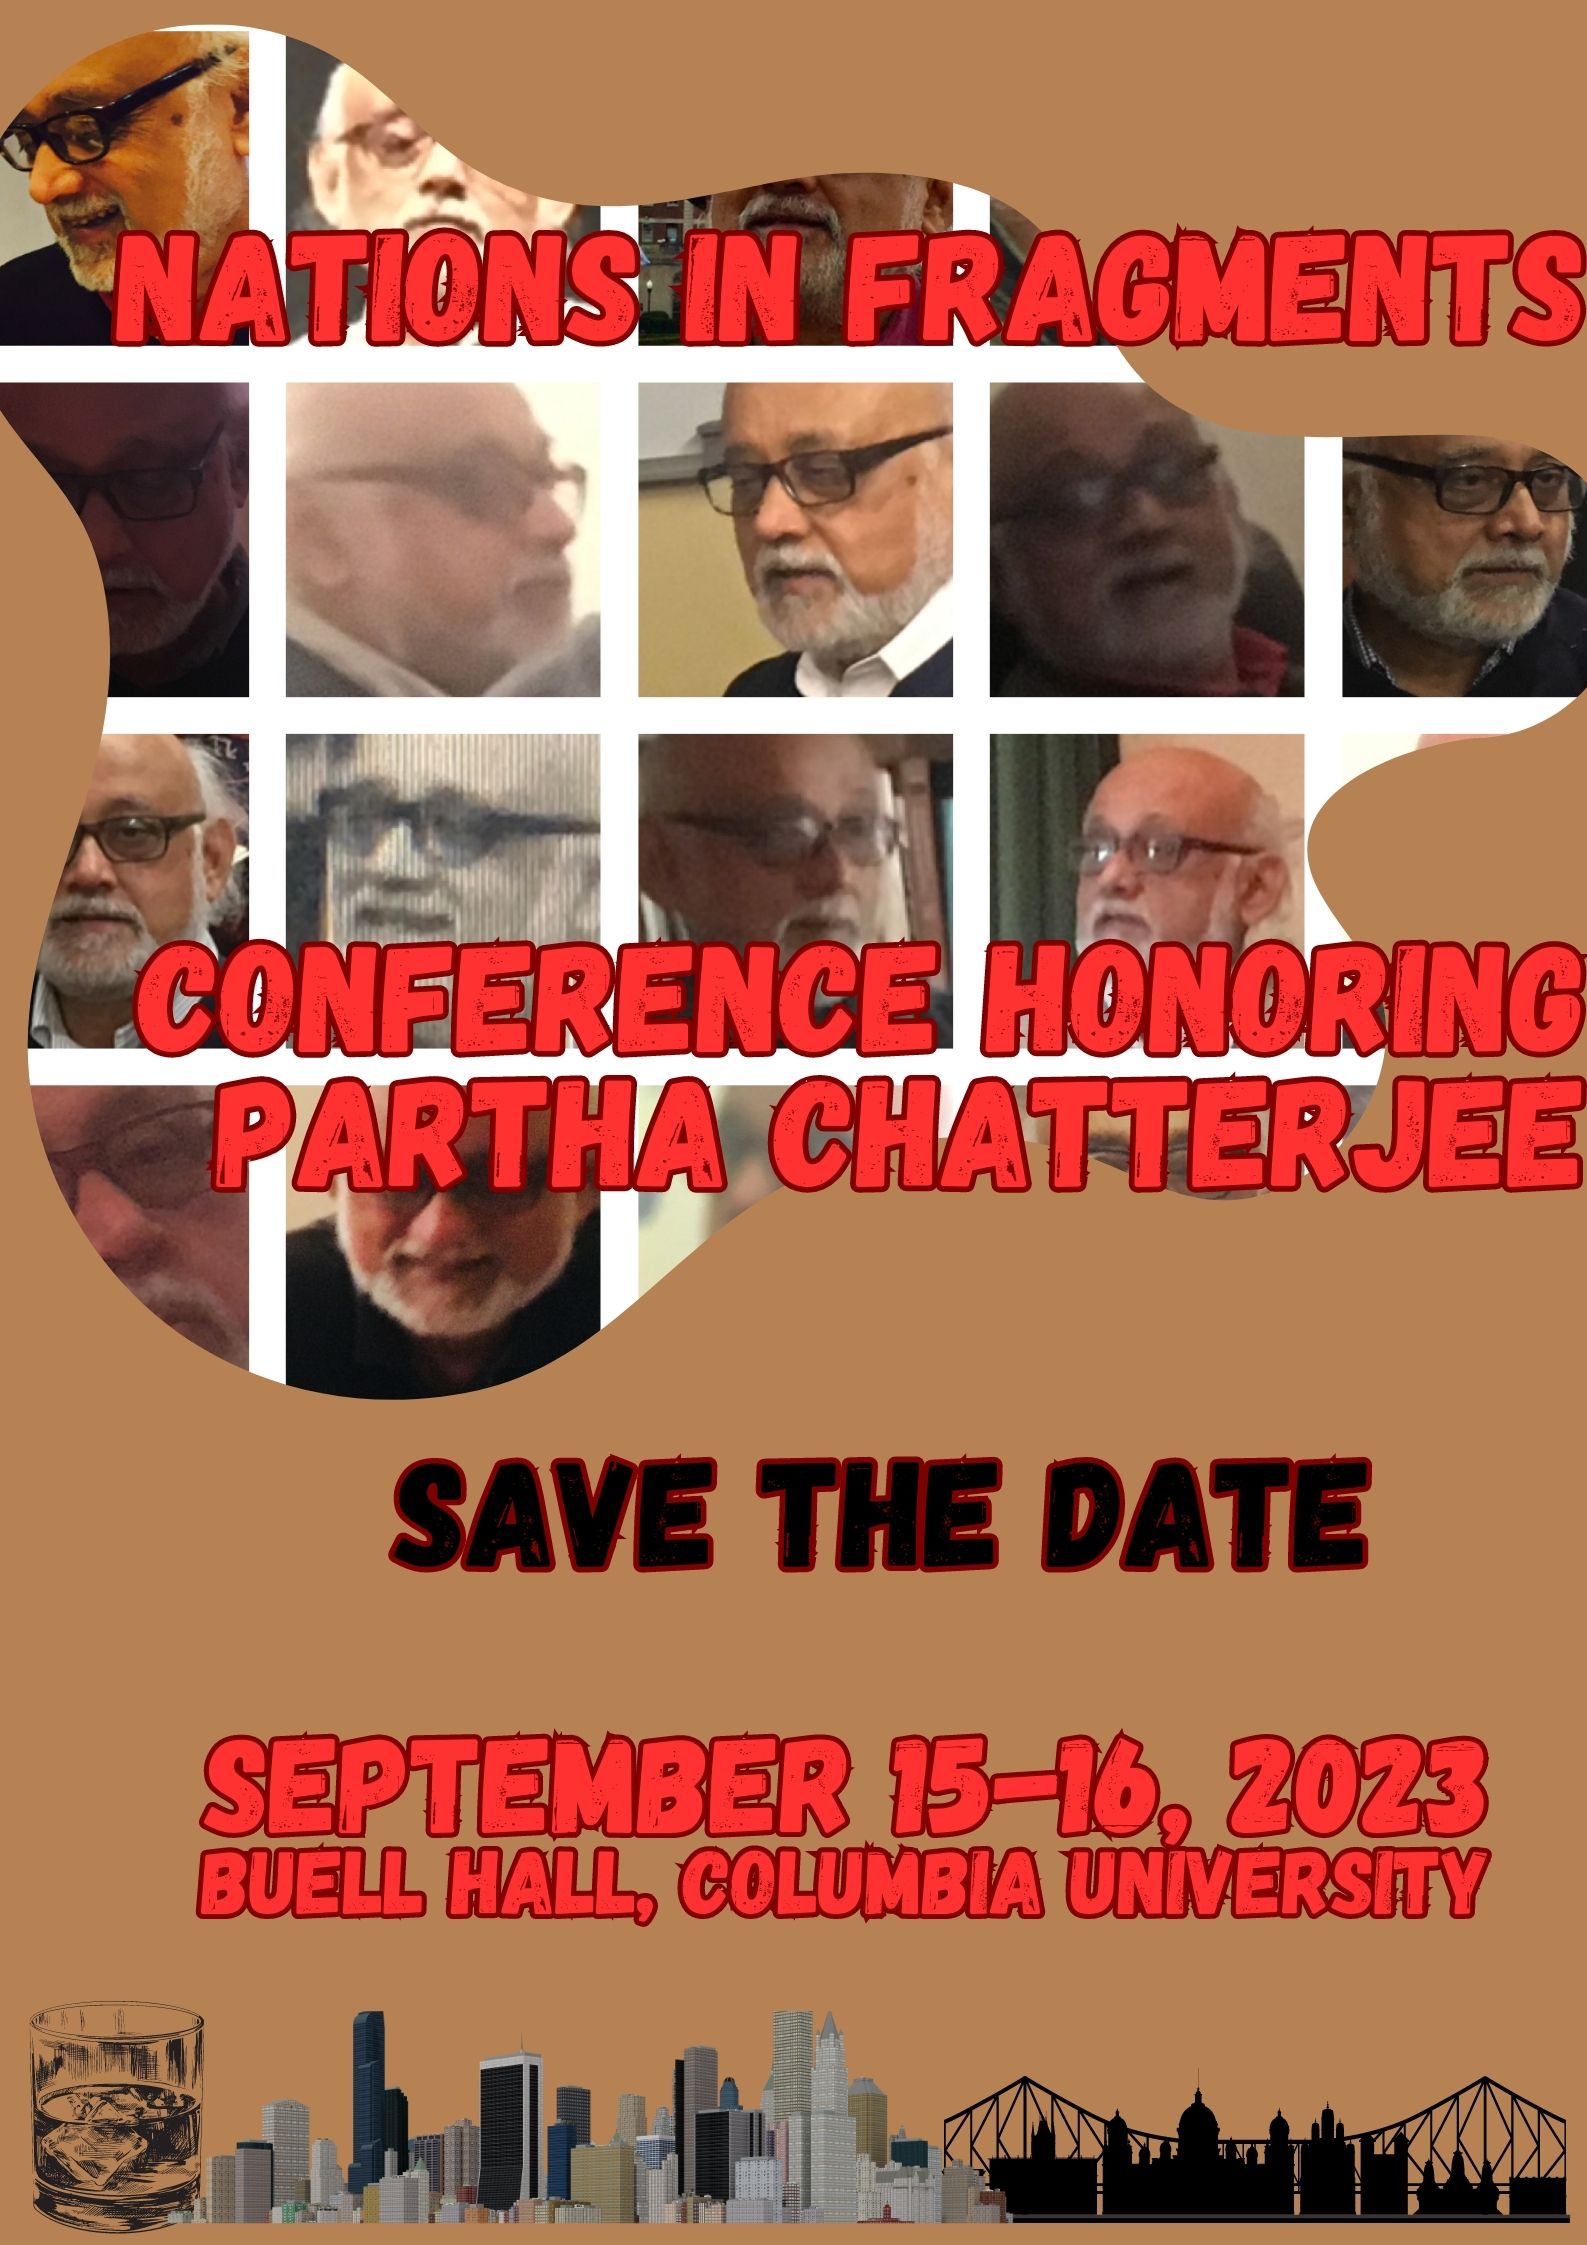 NATIONS IN FRAGMENTS
CONFERENCE HONORING
PARTHA CHATTERJEE
SAVE THE DATE
SEPTEMBER 15–16, 2023
BUELL HALL, COLUMBIA UNIVERSITY